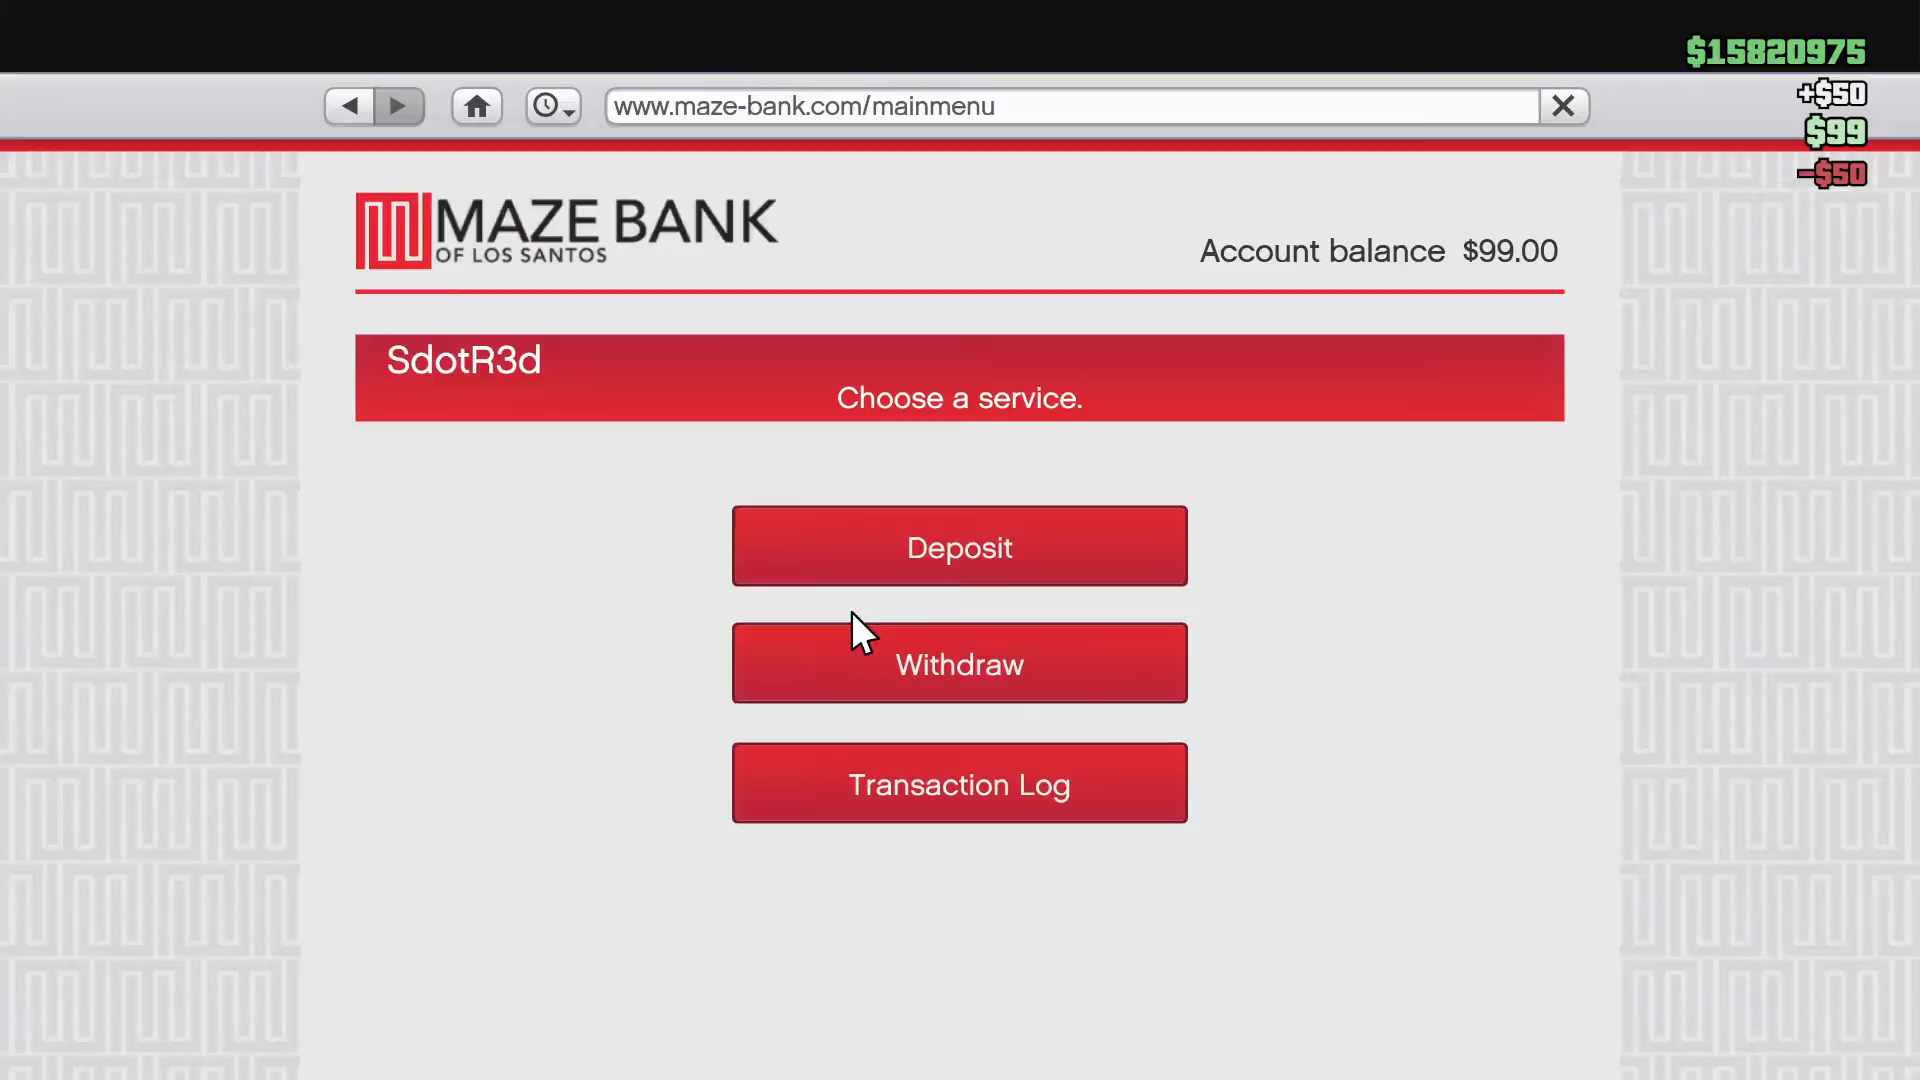 $15820975
+$50
$99
-$50
www.maze-bank.com/mainmenu
MAZE BANK
OF LOS SANTOS
Account balance $99.00
SdotR3d
Choose a service.
Deposit
Withdraw
Transaction Log